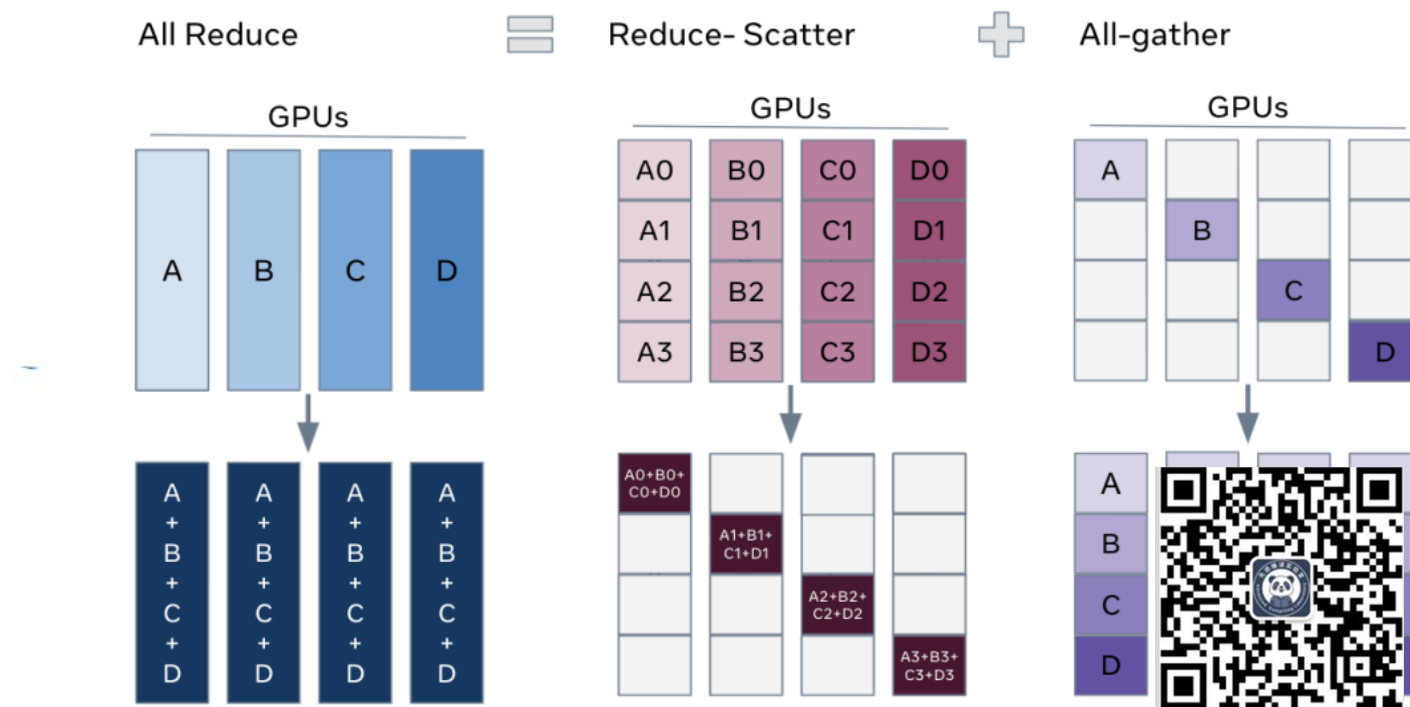 All Reduce
Reduce- Scatter
All-gather
GPUs
A B C D
A + B + C + D
A + B + C + D
A + B + C + D
A + B + C + D
GPUs
A0 B0 C0 D0
A1 B1 C1 D1
A2 B2 C2 D2
A3 B3 C3 D3
A0+B0+
C0+D0
A1+B1+
C1+D1
A2+B2+
C2+D2
A3+B3+
C3+D3
GPUs
A
B
C
D
A
B
C
D